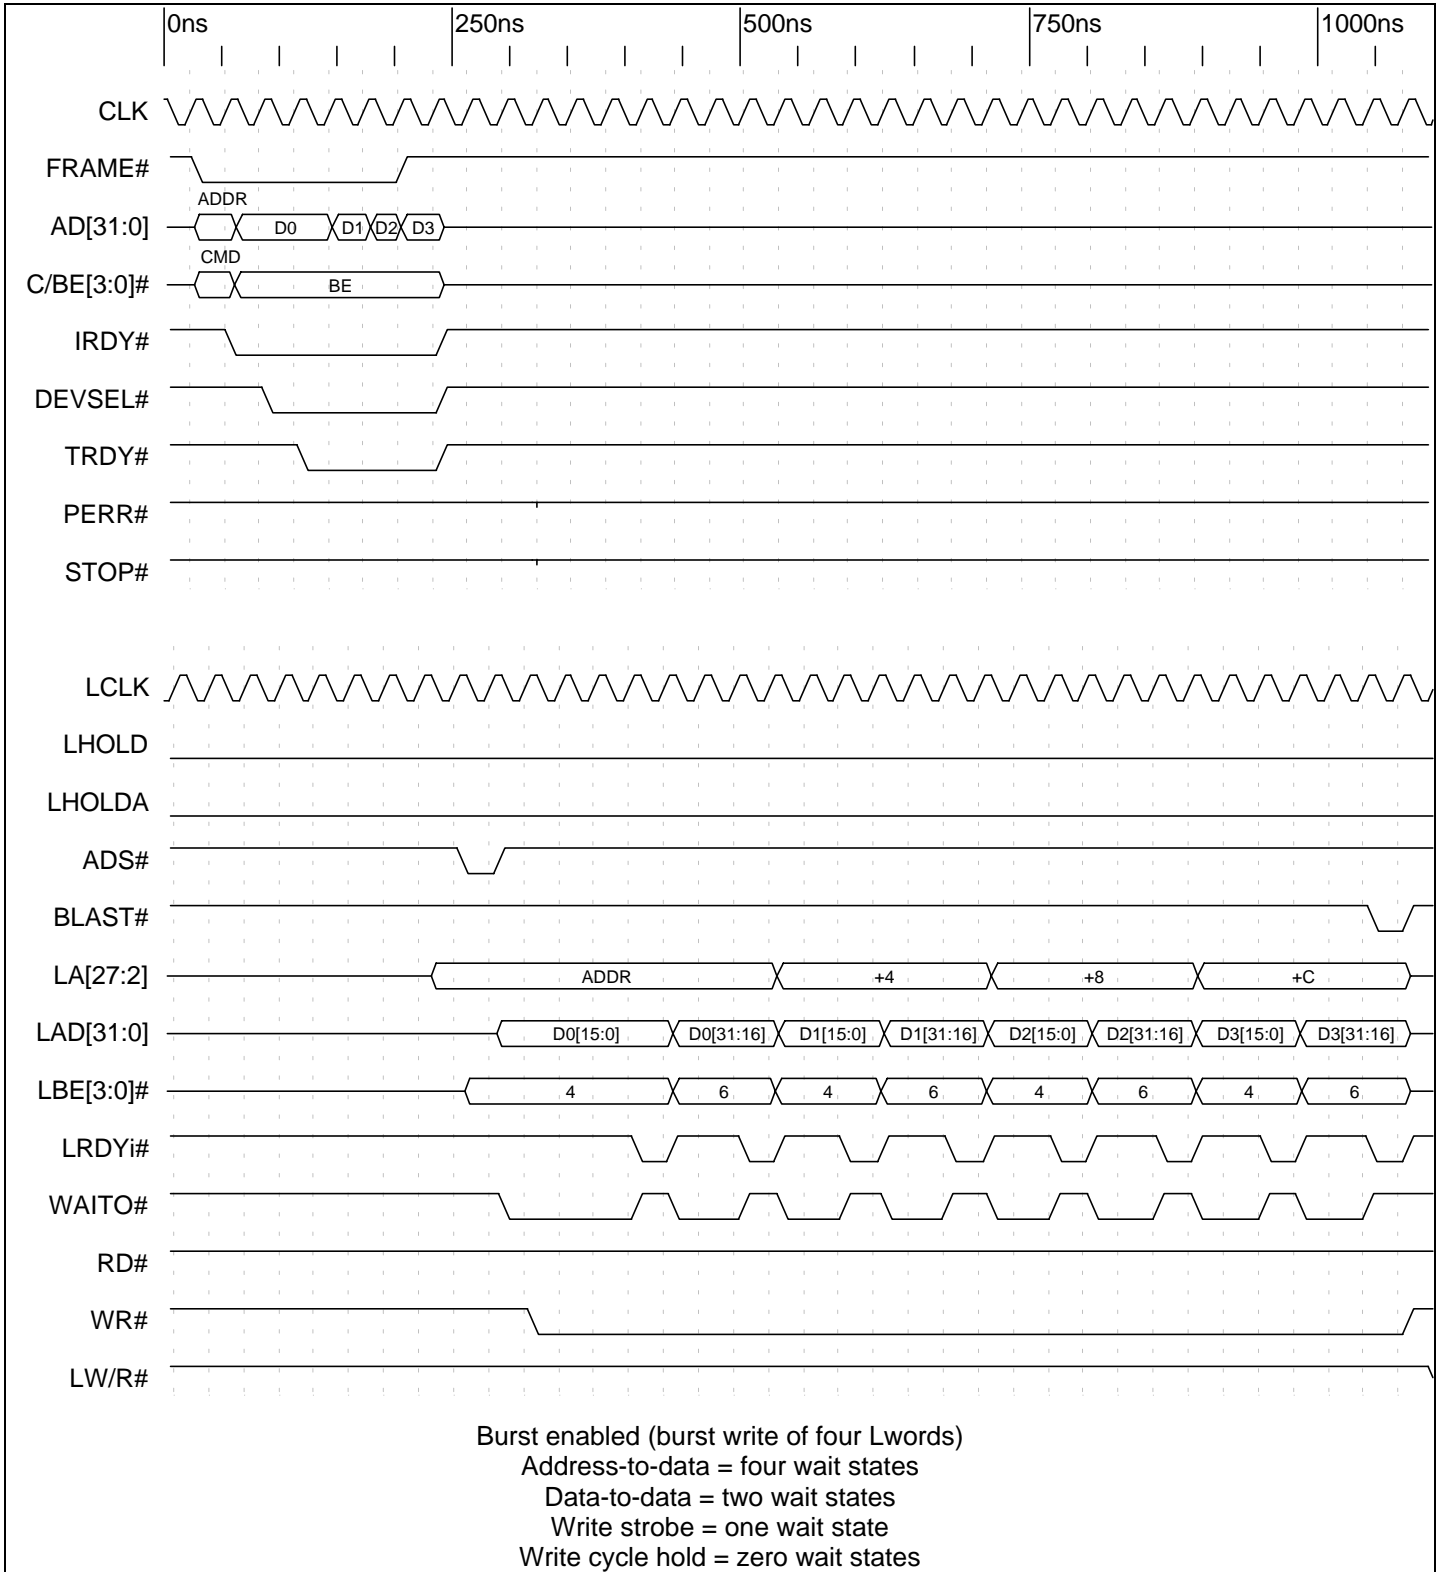 0ns 250ns 500ns 750ns 1000ns
CLK
FRAME#
ADDR
AD[31:0] D0 D1 D2 D3
CMD
C/BE[3:0]# BE
IRDY#
DEVSEL#
TRDY#
PERR#
STOP#
LCLK
LHOLD
LHOLDA
ADS#
BLAST#
LA[27:2] ADDR +4 +8 +C
LAD[31:0] D0[15:0] D0[31:16] D1[15:0] D1[31:16] D2[15:0] D2[31:16] D3[15:0] D3[31:16]
LBE[3:0]# 4 6 4 6 4 6 4 6
LRDYi#
WAITO#
RD#
WR#
LW/R#
Burst enabled (burst write of four Lwords)
Address-to-data = four wait states
Data-to-data = two wait states
Write strobe = one wait state
Write cycle hold = zero wait states